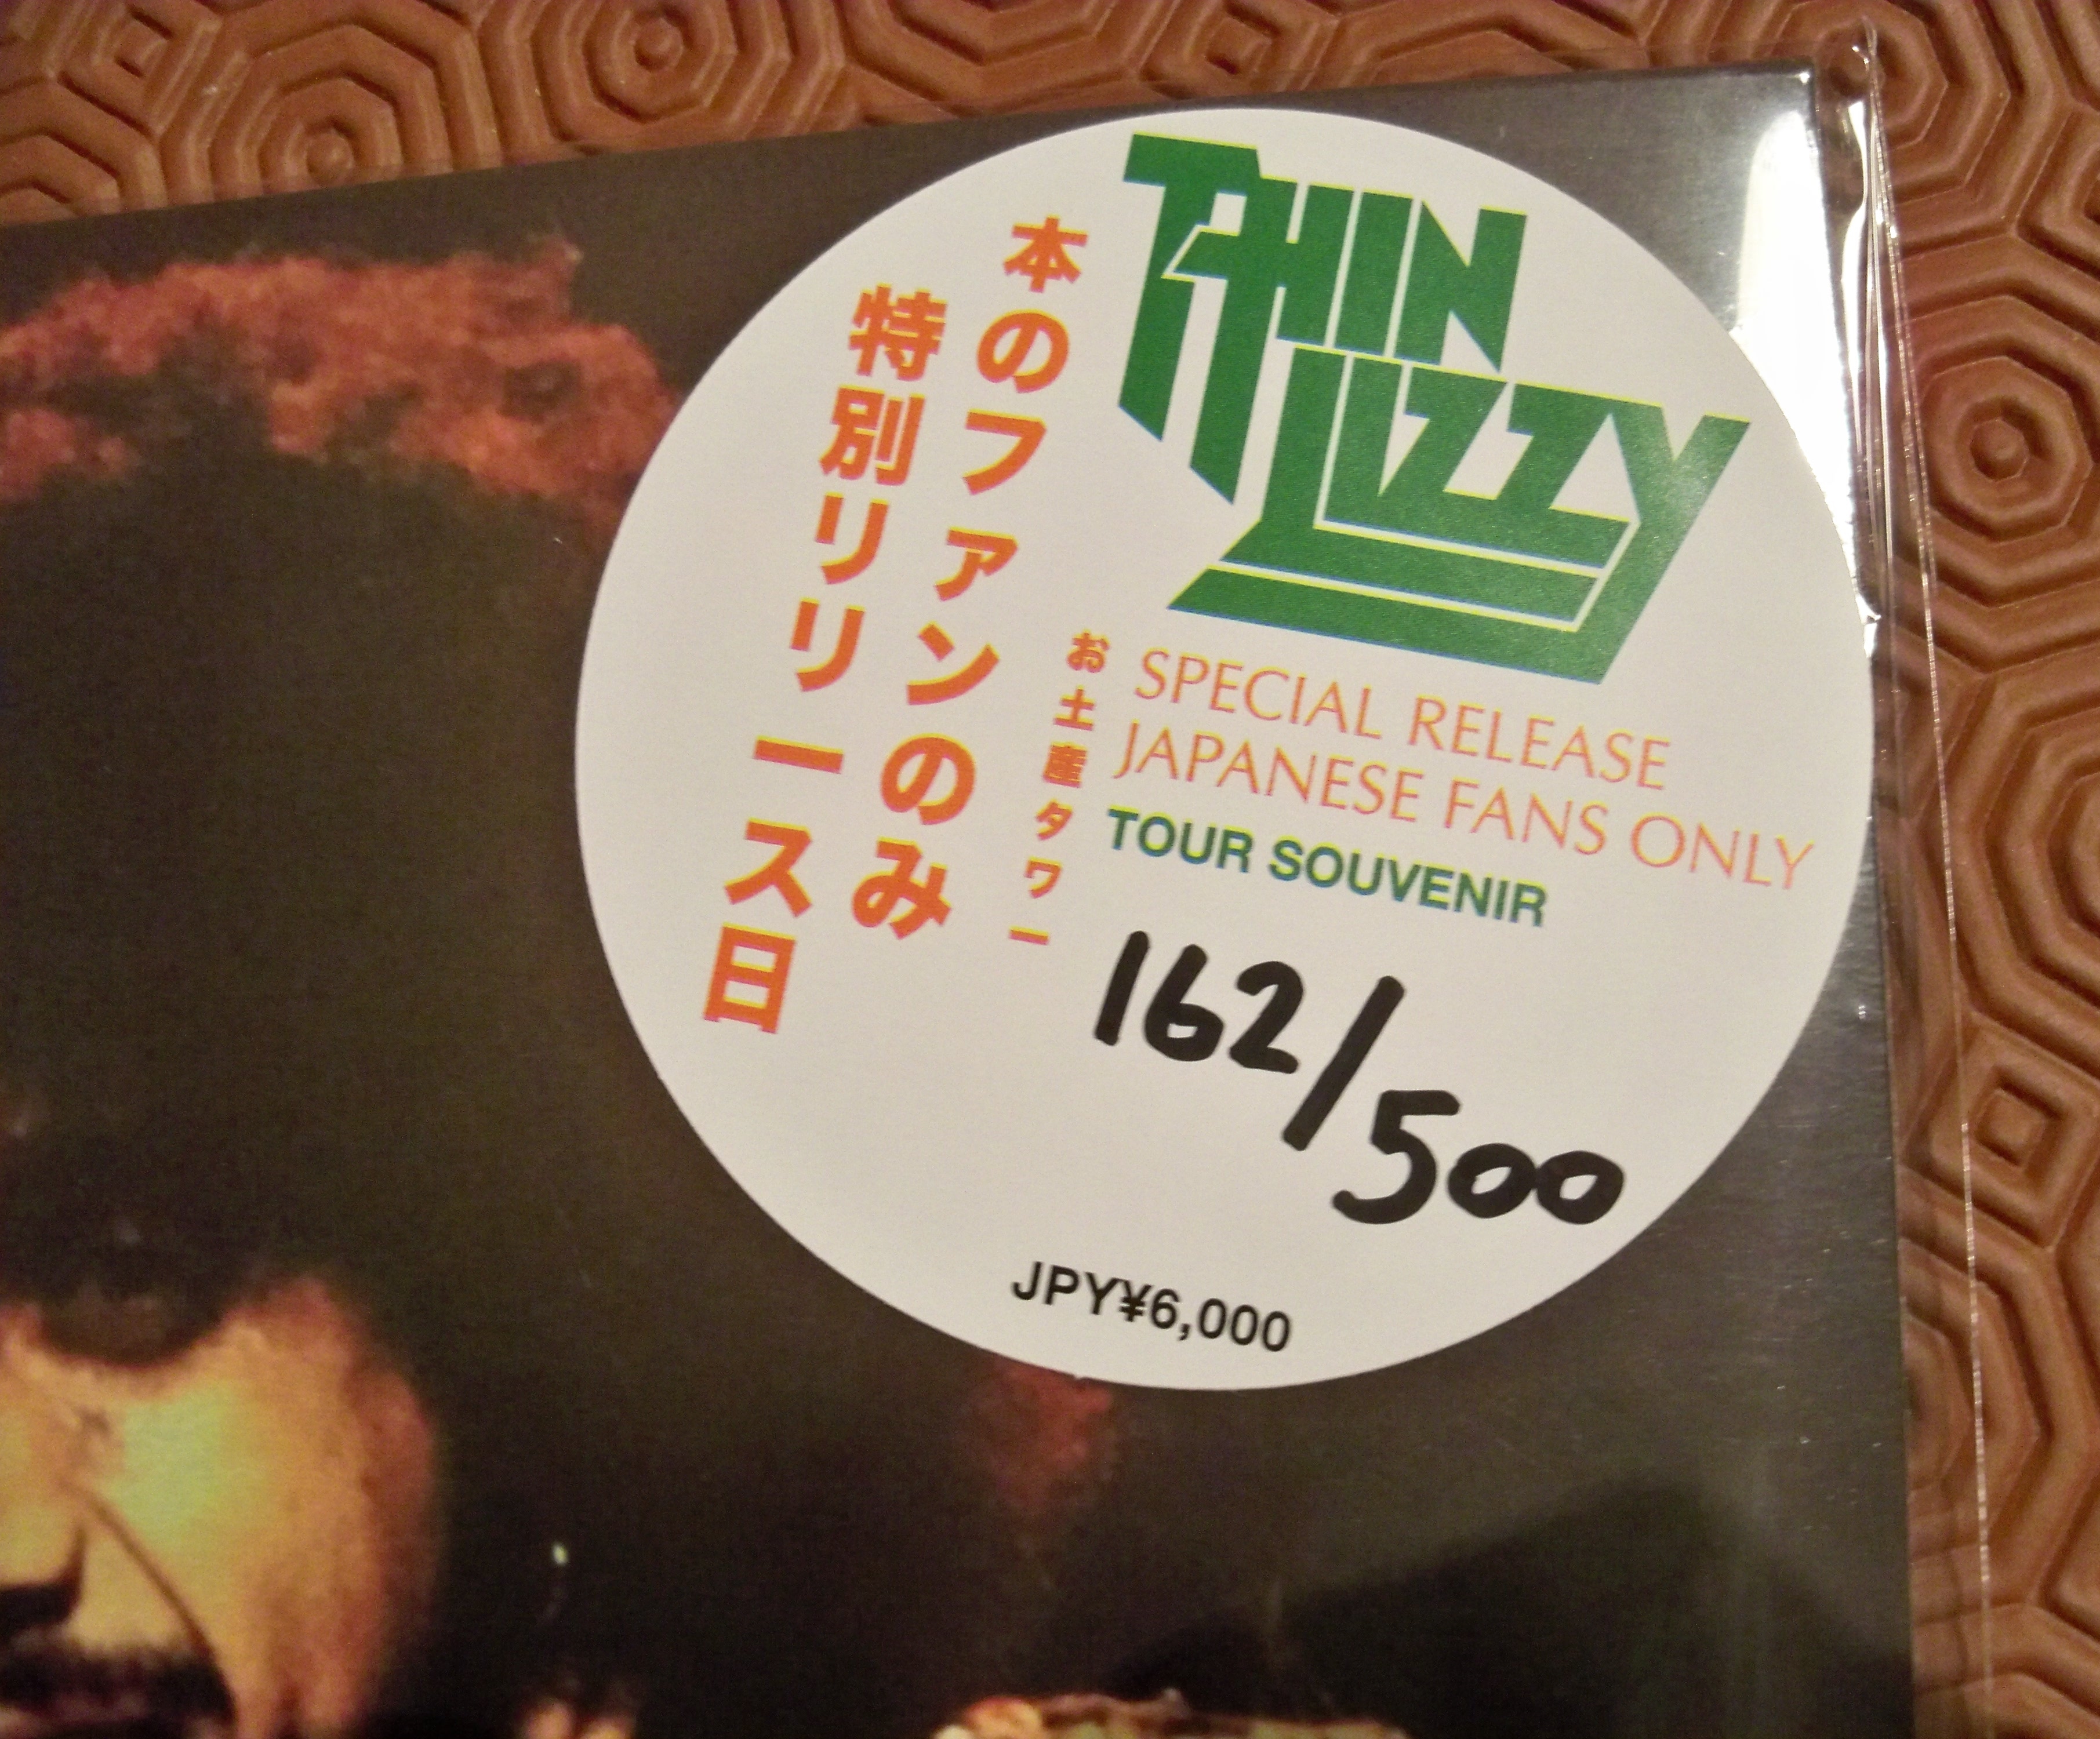 THIN
LIZZY
SPECIAL RELEASE
JAPANESE FANS ONLY
TOUR SOUVENIR
お土産タワー
本のファンのみ
特別リリース日
162/500
JPY¥6,000